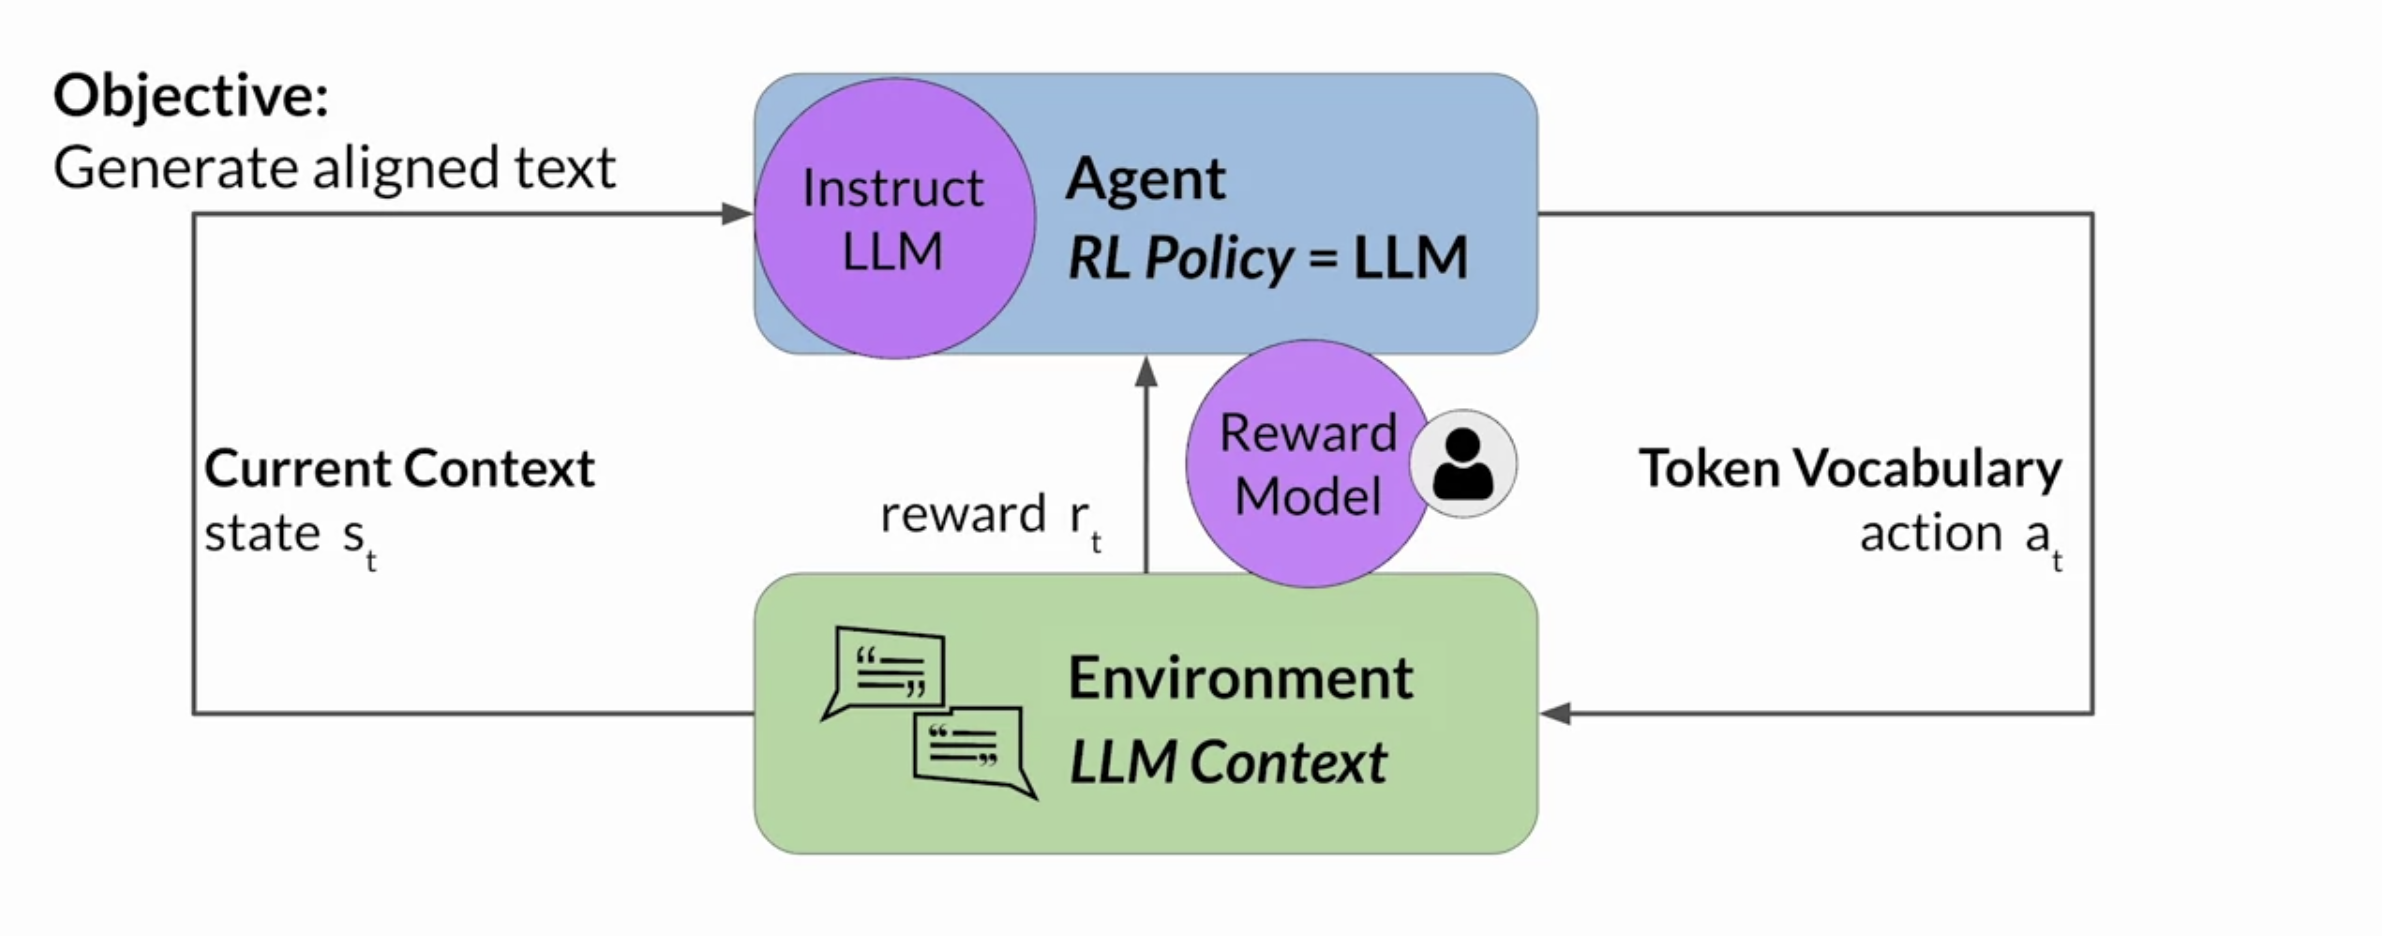 Objective:
Generate aligned text
Instruct
LLM
Agent
RL Policy = LLM
Current Context
state s_t
reward r_t
Reward
Model
Token Vocabulary
action a_t
Environment
LLM Context